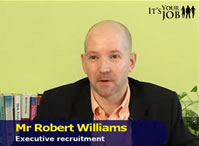 IT'S YOUR
JOB
Mr Robert Williams
Executive recruitment